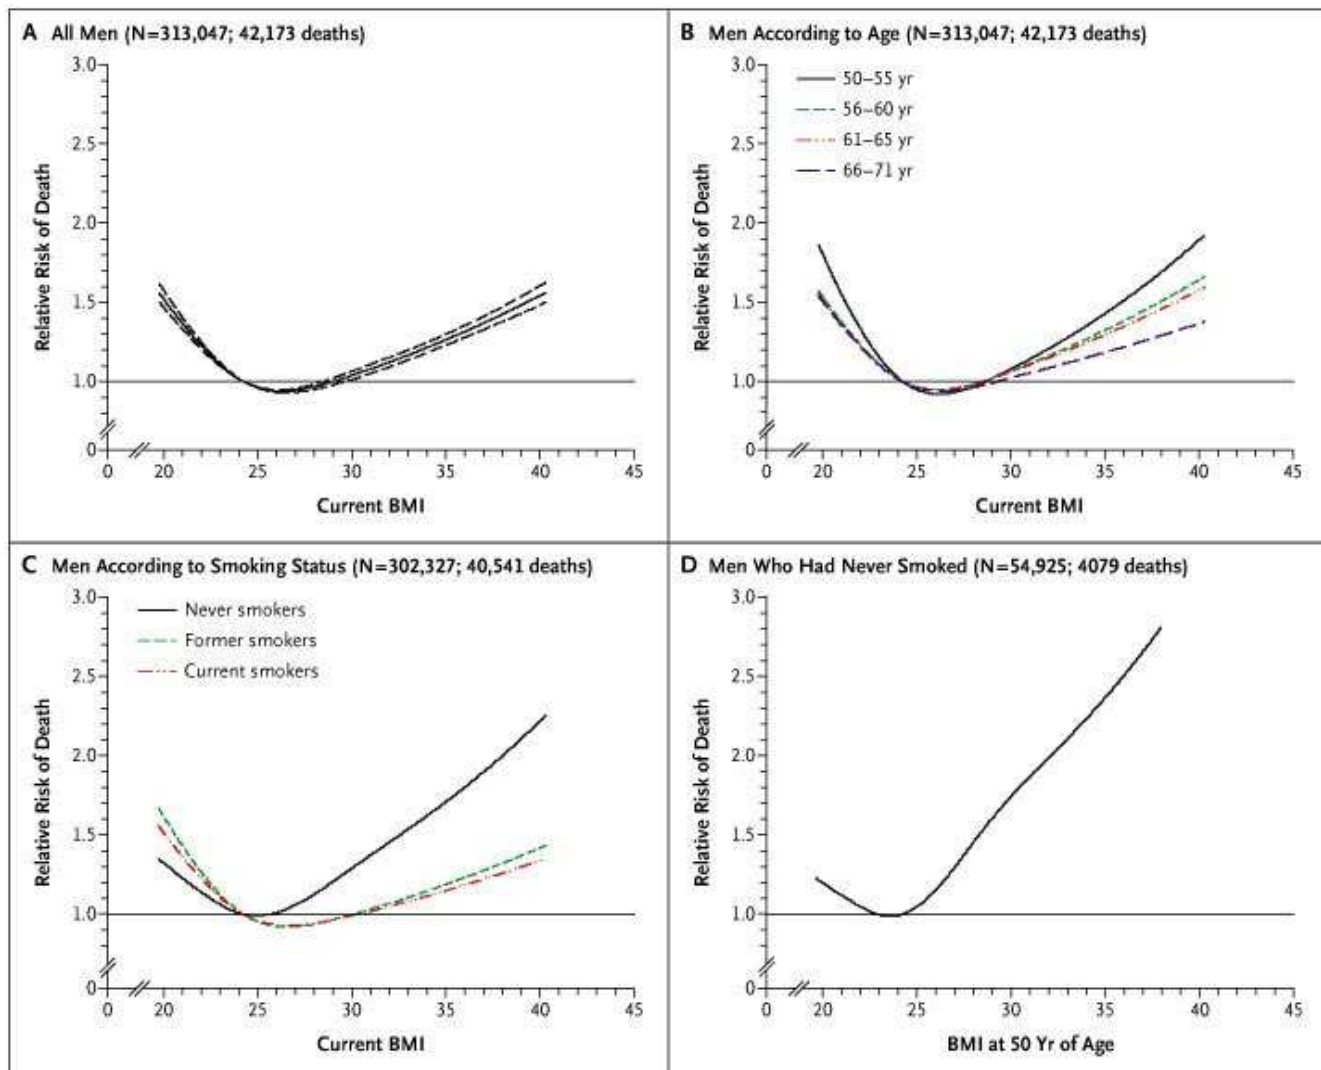 A All Men (N=313,047; 42,173 deaths)
3.0
2.5
2.0
1.5
1.0
0
Relative Risk of Death
0 20 25 30 35 40 45
Current BMI
B Men According to Age (N=313,047; 42,173 deaths)
50–55 yr
56–60 yr
61–65 yr
66–71 yr
3.0
2.5
2.0
1.5
1.0
0
Relative Risk of Death
0 20 25 30 35 40 45
Current BMI
C Men According to Smoking Status (N=302,327; 40,541 deaths)
Never smokers
Former smokers
Current smokers
3.0
2.5
2.0
1.5
1.0
0
Relative Risk of Death
0 20 25 30 35 40 45
Current BMI
D Men Who Had Never Smoked (N=54,925; 4079 deaths)
3.0
2.5
2.0
1.5
1.0
0
Relative Risk of Death
0 20 25 30 35 40 45
BMI at 50 Yr of Age